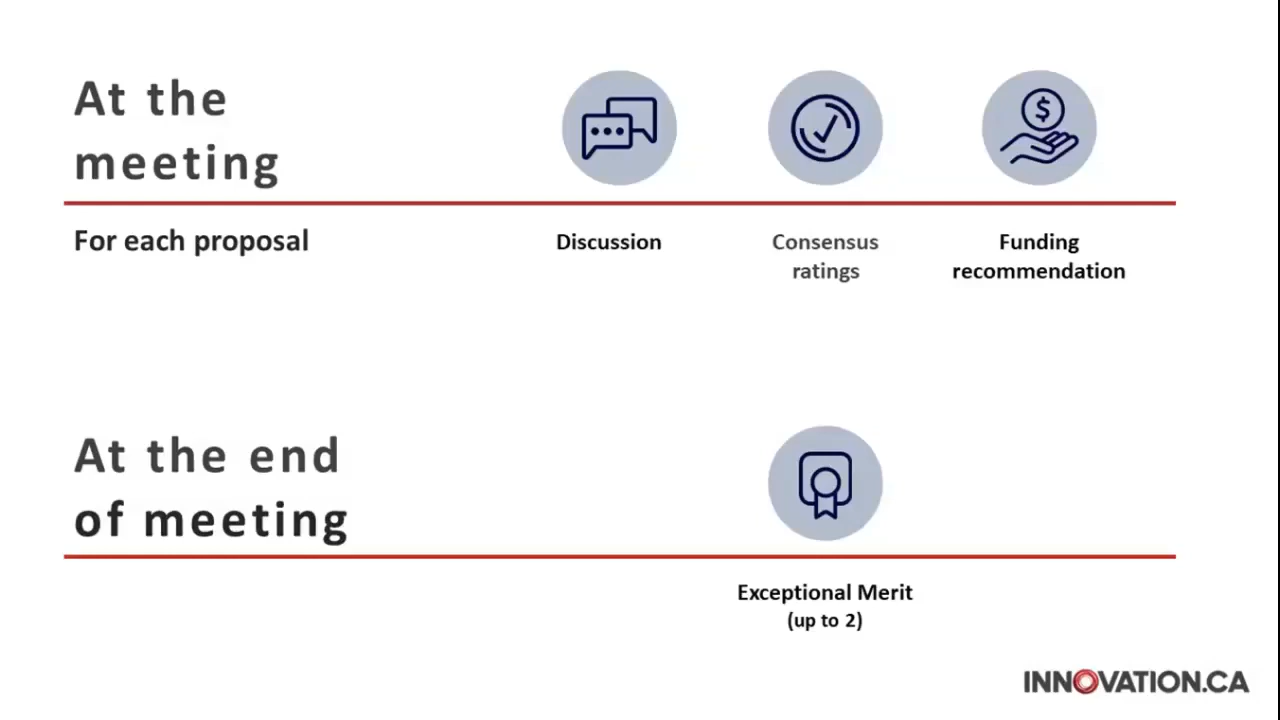 At the
meeting
For each proposal
Discussion
Consensus
ratings
Funding
recommendation
At the end
of meeting
Exceptional Merit
(up to 2)
INNOVATION.CA